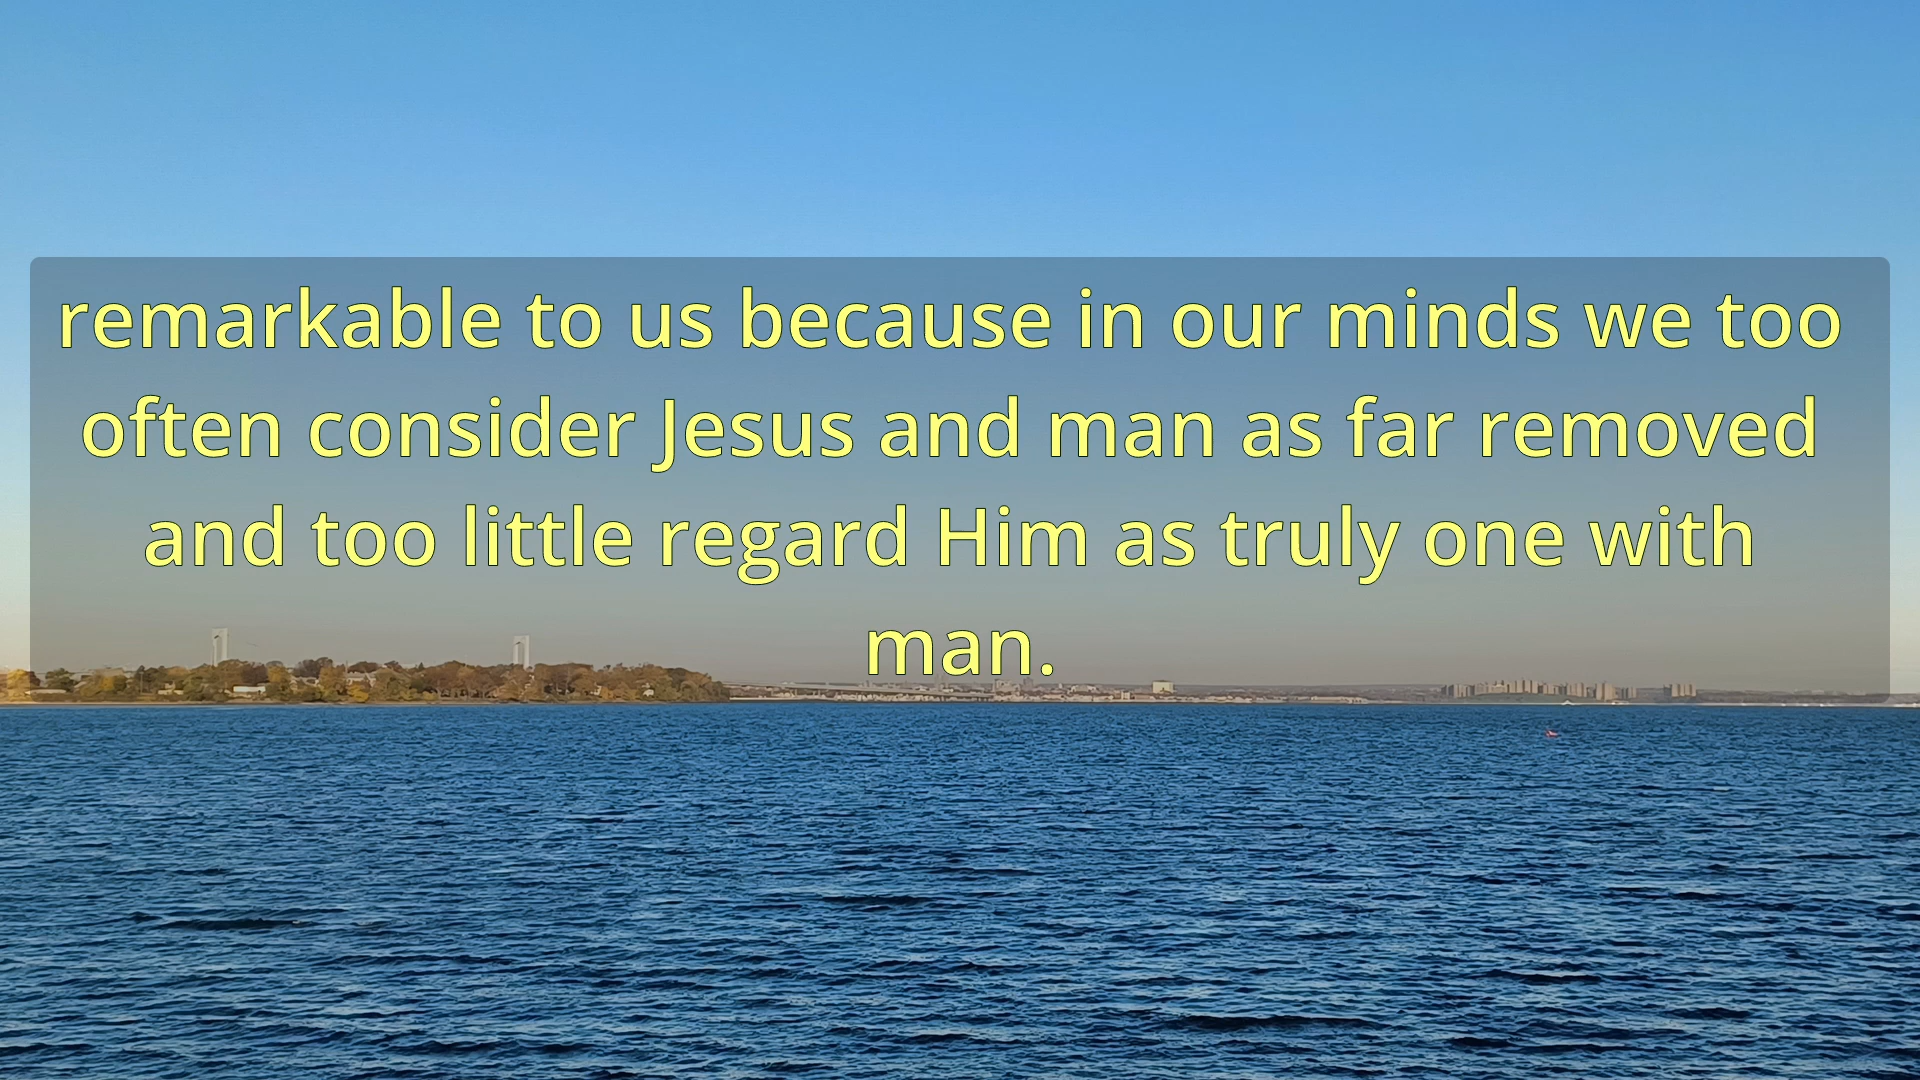 remarkable to us because in our minds we too
often consider Jesus and man as far removed
and too little regard Him as truly one with
man.